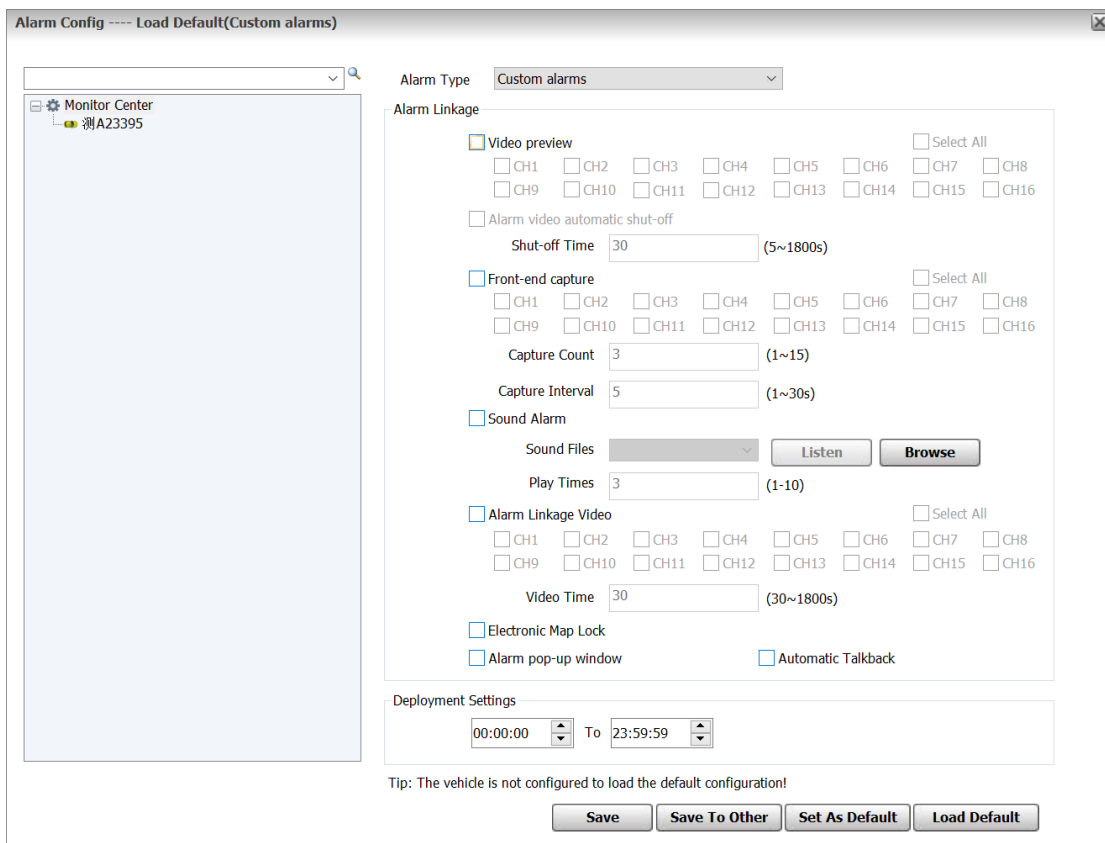 Alarm Config ---- Load Default(Custom alarms)
Monitor Center
测A23395
Alarm Type Custom alarms
Alarm Linkage
Video preview Select All
CH1 CH2 CH3 CH4 CH5 CH6 CH7 CH8
CH9 CH10 CH11 CH12 CH13 CH14 CH15 CH16
Alarm video automatic shut-off
Shut-off Time 30 (5~1800s)
Front-end capture Select All
CH1 CH2 CH3 CH4 CH5 CH6 CH7 CH8
CH9 CH10 CH11 CH12 CH13 CH14 CH15 CH16
Capture Count 3 (1~15)
Capture Interval 5 (1~30s)
Sound Alarm
Sound Files Listen Browse
Play Times 3 (1-10)
Alarm Linkage Video Select All
CH1 CH2 CH3 CH4 CH5 CH6 CH7 CH8
CH9 CH10 CH11 CH12 CH13 CH14 CH15 CH16
Video Time 30 (30~1800s)
Electronic Map Lock
Alarm pop-up window Automatic Talkback
Deployment Settings
00:00:00 To 23:59:59
Tip: The vehicle is not configured to load the default configuration!
Save Save To Other Set As Default Load Default